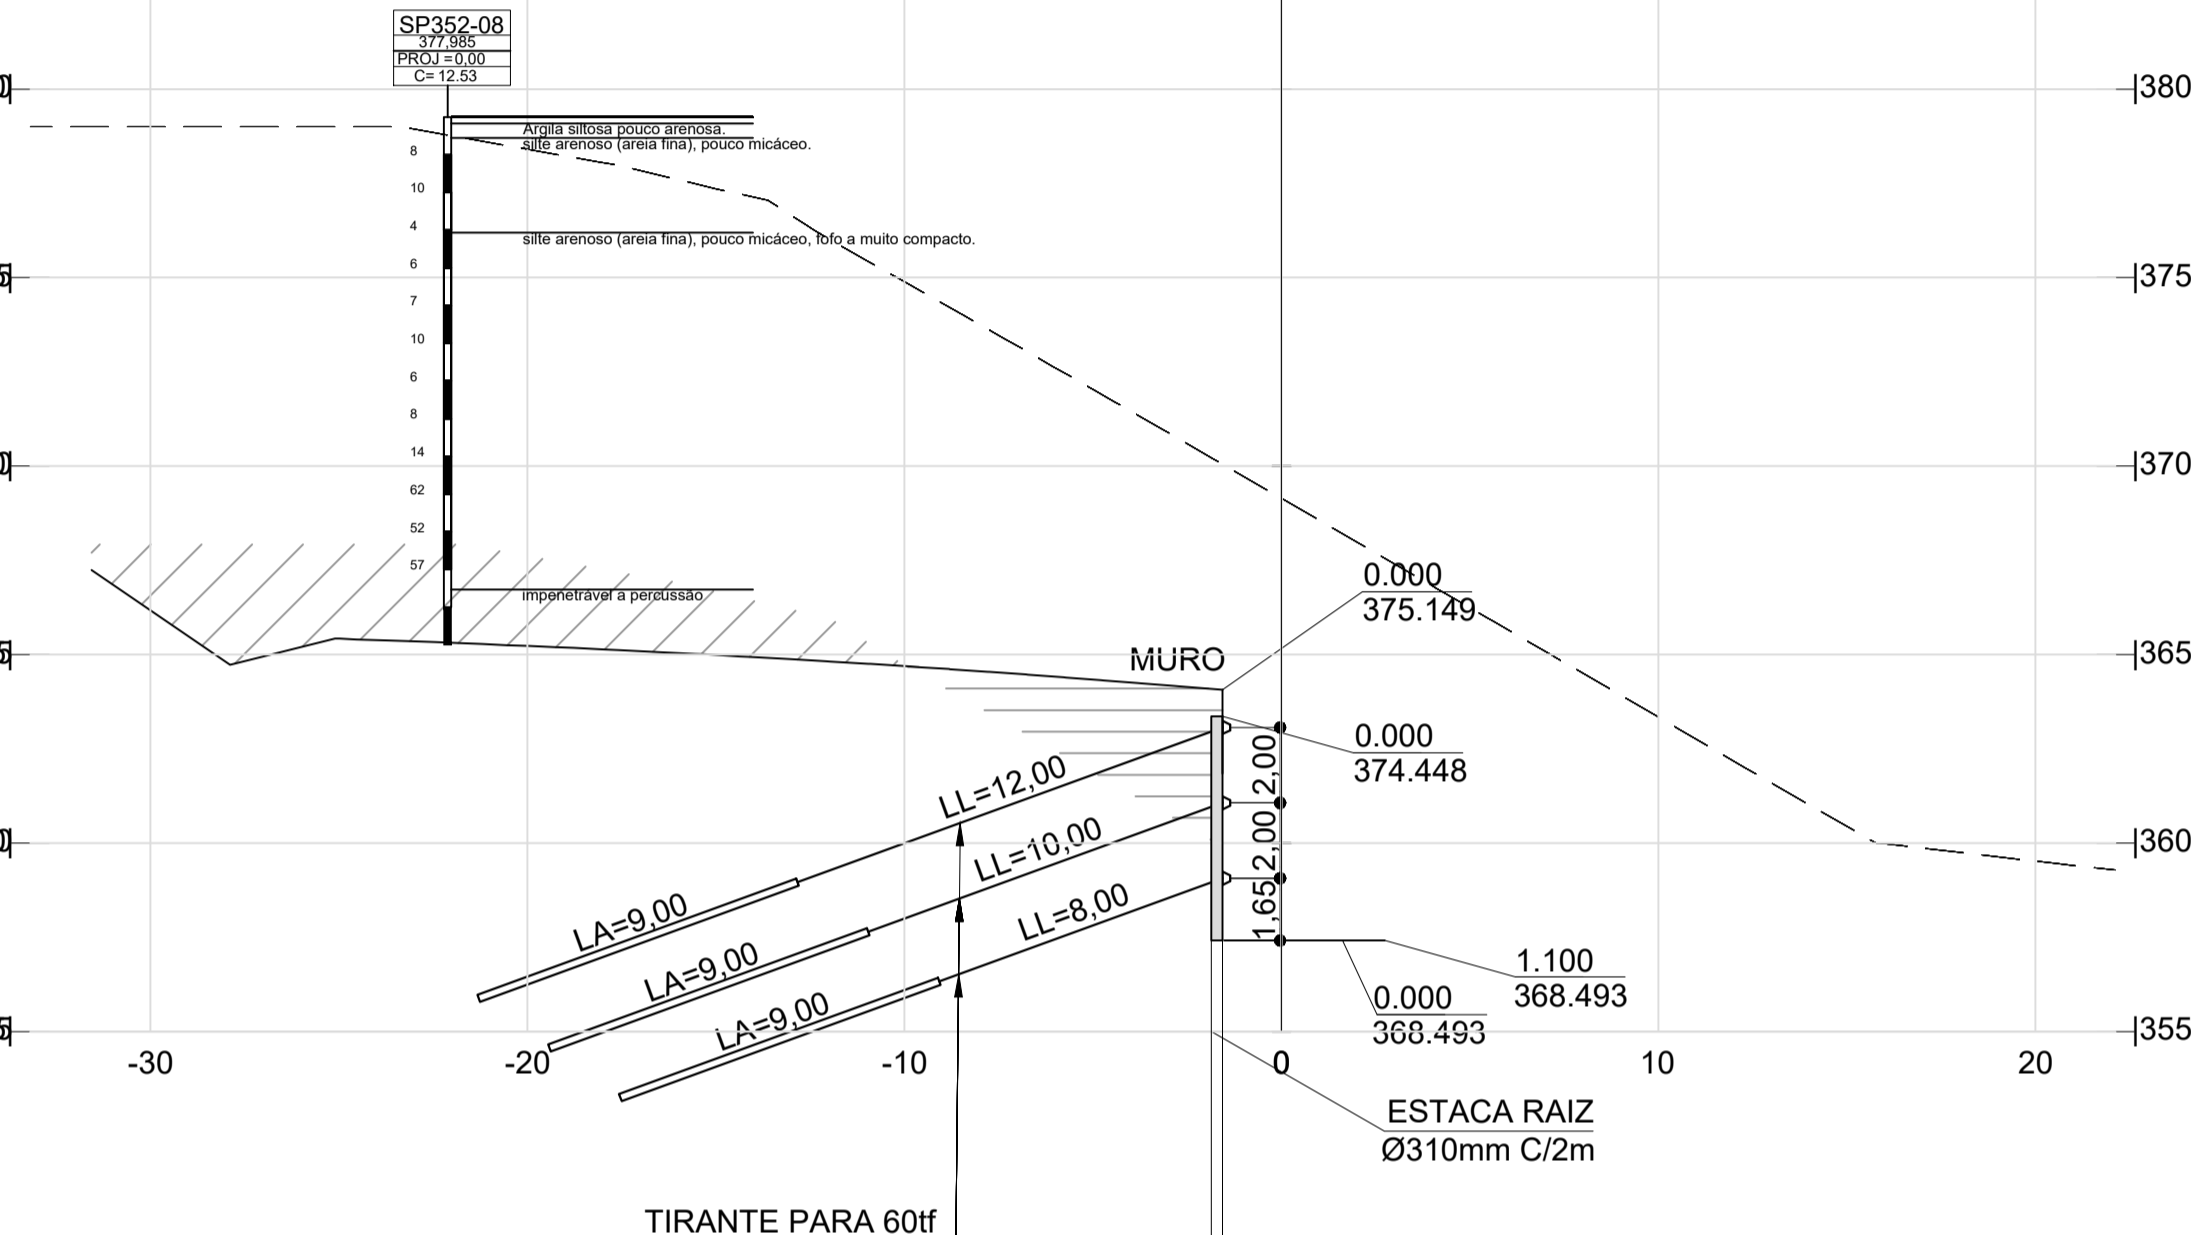 SP352-08
377,985
PROJ =0,00
C= 12.53
380
Argila siltosa pouco arenosa.
silte arenoso (areia fina), pouco micáceo.
8
10
4
silte arenoso (areia fina), pouco micáceo, fofo a muito compacto.
6
375
7
10
6
8
14
370
62
52
57
impenetrável a percussão
0.000
375.149
MURO
365
0.000
374.448
2,00
2,00
1,65
LL=12,00
LL=10,00
LL=8,00
360
LA=9,00
LA=9,00
LA=9,00
1.100
368.493
0.000
368.493
355
-30
-20
-10
0
10
20
ESTACA RAIZ
Ø310mm C/2m
TIRANTE PARA 60tf